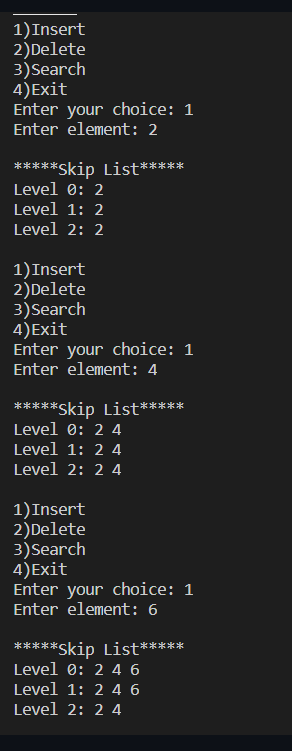 1)Insert
2)Delete
3)Search
4)Exit
Enter your choice: 1
Enter element: 2
*****Skip List*****
Level 0: 2
Level 1: 2
Level 2: 2
1)Insert
2)Delete
3)Search
4)Exit
Enter your choice: 1
Enter element: 4
*****Skip List*****
Level 0: 2 4
Level 1: 2 4
Level 2: 2 4
1)Insert
2)Delete
3)Search
4)Exit
Enter your choice: 1
Enter element: 6
*****Skip List*****
Level 0: 2 4 6
Level 1: 2 4 6
Level 2: 2 4